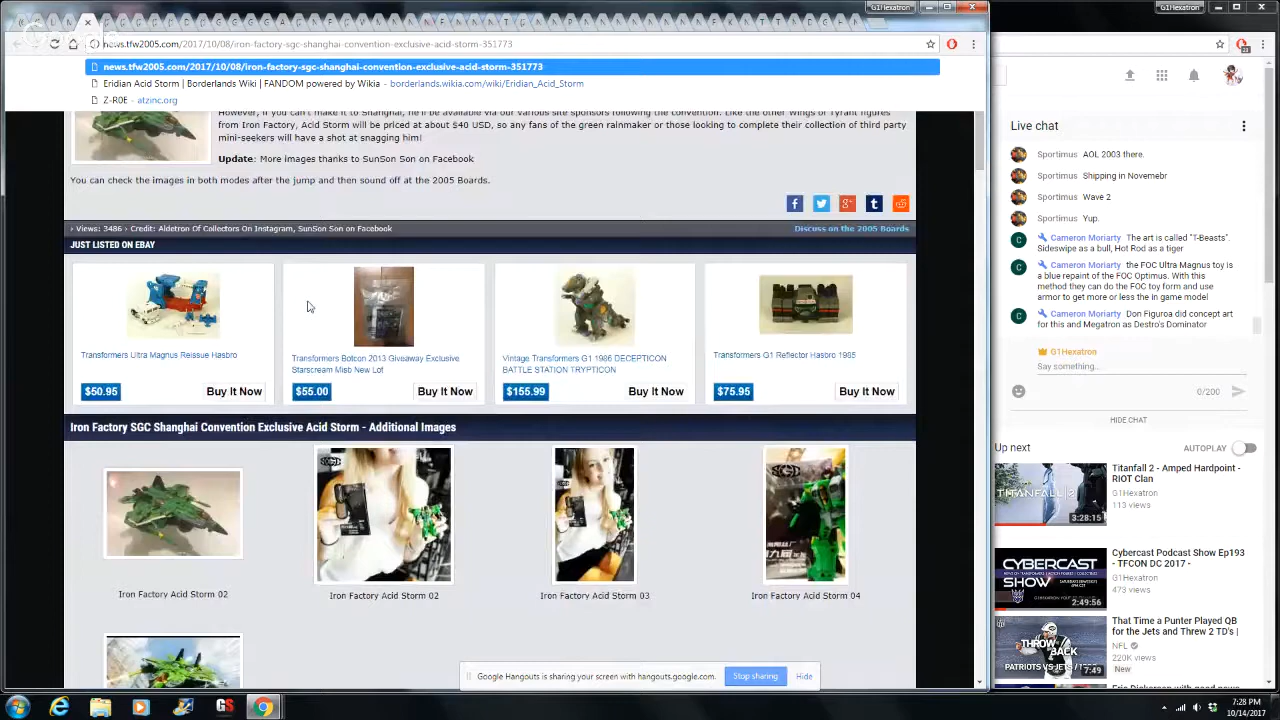 G1Hexatron
G1Hexatron
news.tfw2005.com/2017/10/08/iron-factory-sgc-shanghai-convention-exclusive-acid-storm-351773
news.tfw2005.com/2017/10/08/iron-factory-sgc-shanghai-convention-exclusive-acid-storm-351773
Eridian Acid Storm | Borderlands Wiki | FANDOM powered by Wikia - borderlands.wikia.com/wiki/Eridian_Acid_Storm
Z-R0E - atzinc.org
However, if you can't make it to Shanghai, he'll be available via our various site sponsors following the convention. Like the other Wings of Tyrant figures
from Iron Factory, Acid Storm will be priced at about $40 USD, so any fans of the green rainmaker or those looking to complete their collection of third party
mini-seekers will have a shot at snagging him!
Update: More images thanks to SunSon Son on Facebook
You can check the images in both modes after the jump and then sound off at the 2005 Boards.
› Views: 3486 › Credit: Aldetron Of Collectors On Instagram, SunSon Son on Facebook
Discuss on the 2005 Boards
JUST LISTED ON EBAY
Transformers Ultra Magnus Reissue Hasbro
$50.95 Buy It Now
Transformers Botcon 2013 Giveaway Exclusive
Starscream Misb New Lot
$55.00 Buy It Now
Vintage Transformers G1 1986 DECEPTICON
BATTLE STATION TRYPTICON
$155.99 Buy It Now
Transformers G1 Reflector Hasbro 1985
$75.95 Buy It Now
Iron Factory SGC Shanghai Convention Exclusive Acid Storm - Additional Images
Iron Factory Acid Storm 02
Iron Factory Acid Storm 02
Iron Factory Acid Storm 03
Iron Factory Acid Storm 04
Google Hangouts is sharing your screen with hangouts.google.com.
Stop sharing
Hide
Live chat
Sportimus AOL 2003 there.
Sportimus Shipping in Novemebr
Sportimus Wave 2
Sportimus Yup.
C Cameron Moriarty The art is called "T-Beasts".
Sideswipe as a bull, Hot Rod as a tiger
C Cameron Moriarty the FOC Ultra Magnus toy is
a blue repaint of the FOC Optimus. With this
method they can do the FOC toy form and use
armor to get more or less the in game model
C Cameron Moriarty Don Figuroa did concept art
for this and Megatron as Destro's Dominator
G1Hexatron
Say something...
0/200
HIDE CHAT
Up next
AUTOPLAY
TITANFALL 2
3:28:15
Titanfall 2 - Amped Hardpoint -
RIOT Clan
G1Hexatron
113 views
CYBERCAST
SHOW
2:49:56
Cybercast Podcast Show Ep193
- TFCON DC 2017 -
G1Hexatron
473 views
THROW
BACK
PATRIOTS VS JETS
7:49
That Time a Punter Played QB
for the Jets and Threw 2 TD's |
NFL
220K views
New
7:28 PM
10/14/2017